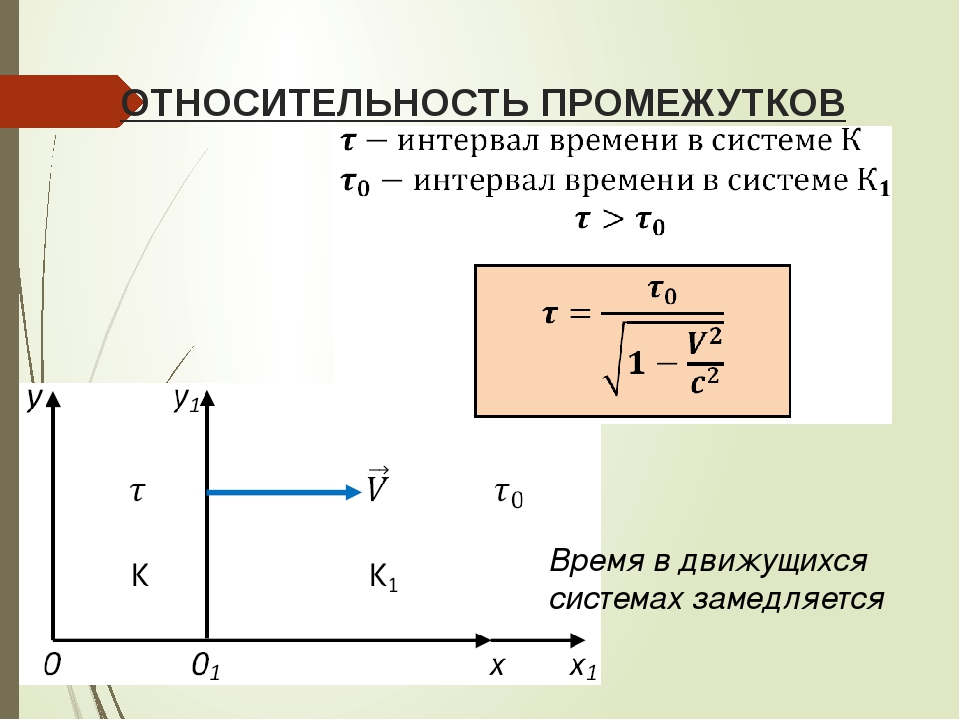 ОТНОСИТЕЛЬНОСТЬ ПРОМЕЖУТКОВ
τ − интервал времени в системе К
τ₀ − интервал времени в системе К₁
τ > τ₀
τ = τ₀ / √(1 − V²/c²)
y y₁
τ V⃗ τ₀
K K₁
Время в движущихся
системах замедляется
0 0₁ x x₁